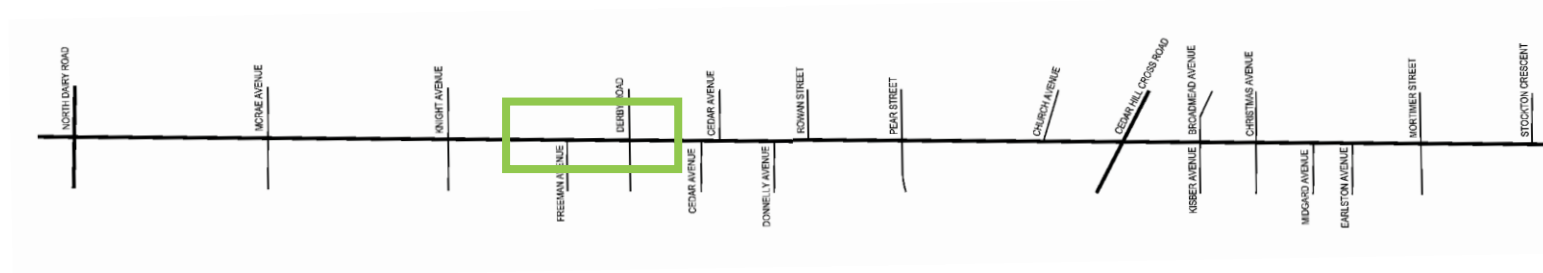 NORTH DAIRY ROAD
MCRAE AVENUE
KNIGHT AVENUE
FREEMAN AVENUE
DERBY ROAD
CEDAR AVENUE
CEDAR AVENUE
DONNELLY AVENUE
ROWAN STREET
PEAR STREET
CHURCH AVENUE
CEDAR HILL CROSS ROAD
BROADMEAD AVENUE
KISBER AVENUE
CHRISTMAS AVENUE
MIDGARD AVENUE
EARLSTON AVENUE
MORTIMER STREET
STOCKTON CRESCENT